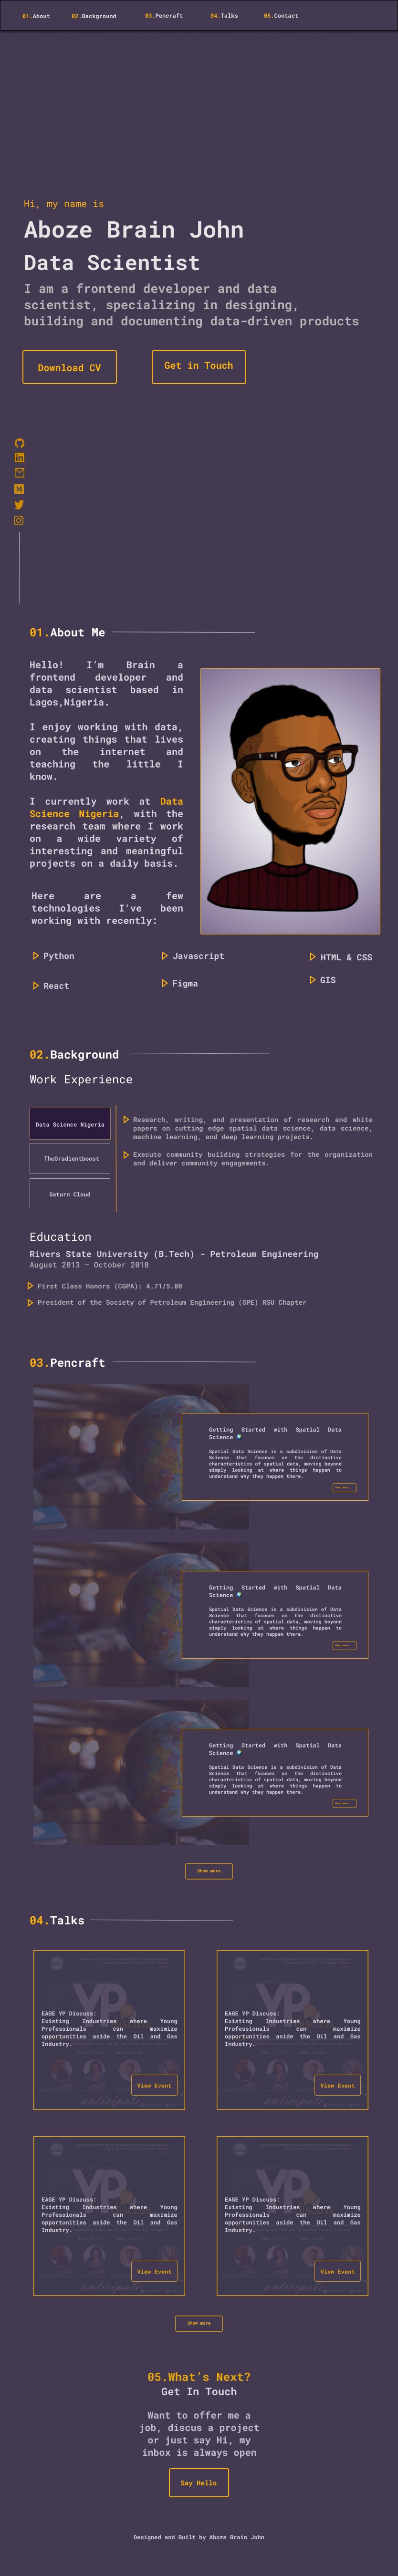 01.About 02.Background 03.Pencraft 04.Talks 05.Contact
Hi, my name is
Aboze Brain John
Data Scientist
I am a frontend developer and data
scientist, specializing in designing,
building and documenting data-driven products
Download CV
Get in Touch
01.About Me
Hello! I'm Brain a
frontend developer and
data scientist based in
Lagos,Nigeria.
I enjoy working with data,
creating things that lives
on the internet and
teaching the little I
know.
I currently work at Data
Science Nigeria, with the
research team where I work
on a wide variety of
interesting and meaningful
projects on a daily basis.
Here are a few
technologies I've been
working with recently:
Python
Javascript
HTML & CSS
React
Figma
GIS
02.Background
Work Experience
Data Science Nigeria
TheGradientboost
Saturn Cloud
Research, writing, and presentation of research and white
papers on cutting edge spatial data science, data science,
machine learning, and deep learning projects.
Execute community building strategies for the organization
and deliver community engagements.
Education
Rivers State University (B.Tech) - Petroleum Engineering
August 2013 – October 2018
First Class Honors (CGPA): 4.71/5.00
President of the Society of Petroleum Engineering (SPE) RSU Chapter
03.Pencraft
Getting Started with Spatial Data
Science 🌍
Spatial Data Science is a subdivision of Data
Science that focuses on the distinctive
characteristics of spatial data, moving beyond
simply looking at where things happen to
understand why they happen there.
Read more...
Getting Started with Spatial Data
Science 🌍
Spatial Data Science is a subdivision of Data
Science that focuses on the distinctive
characteristics of spatial data, moving beyond
simply looking at where things happen to
understand why they happen there.
Read more...
Getting Started with Spatial Data
Science 🌍
Spatial Data Science is a subdivision of Data
Science that focuses on the distinctive
characteristics of spatial data, moving beyond
simply looking at where things happen to
understand why they happen there.
Read more...
Show more
04.Talks
YP
EAGE YP Discuss:
Existing Industries where Young
Professionals can maximize
opportunities aside the Oil and Gas
Industry.
View Event
anticipate
YP
EAGE YP Discuss:
Existing Industries where Young
Professionals can maximize
opportunities aside the Oil and Gas
Industry.
View Event
anticipate
YP
EAGE YP Discuss:
Existing Industries where Young
Professionals can maximize
opportunities aside the Oil and Gas
Industry.
View Event
anticipate
YP
EAGE YP Discuss:
Existing Industries where Young
Professionals can maximize
opportunities aside the Oil and Gas
Industry.
View Event
anticipate
Show more
05.What's Next?
Get In Touch
Want to offer me a
job, discus a project
or just say Hi, my
inbox is always open
Say Hello
Designed and Built by Aboze Brain John